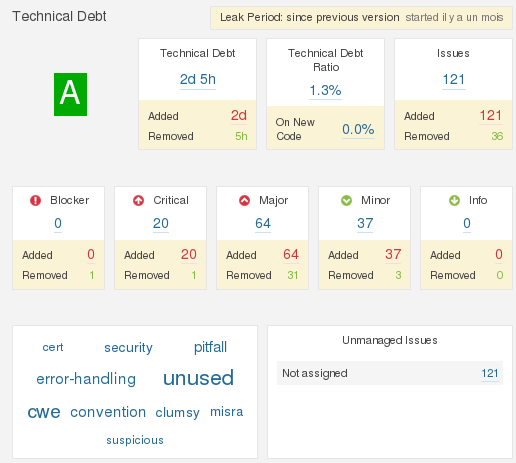 Technical Debt
Leak Period: since previous version started il y a un mois
A
Technical Debt
2d 5h
Added 2d
Removed 5h
Technical Debt
Ratio
1.3%
On New
Code 0.0%
Issues
121
Added 121
Removed 36
Blocker
0
Added 0
Removed 1
Critical
20
Added 20
Removed 1
Major
64
Added 64
Removed 31
Minor
37
Added 37
Removed 3
Info
0
Added 0
Removed 0
cert security pitfall
error-handling unused
cwe convention clumsy misra
suspicious
Unmanaged Issues
Not assigned 121